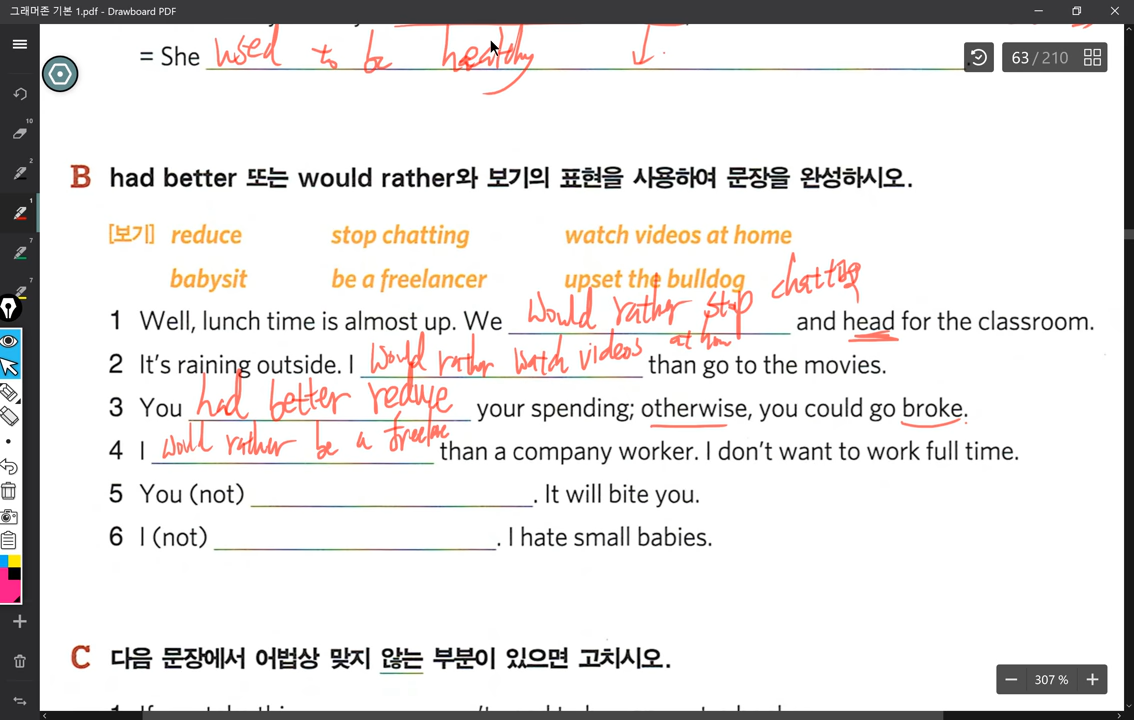 그래머존 기본 1.pdf - Drawboard PDF
= She used to be healthy
63 / 210
B had better 또는 would rather와 보기의 표현을 사용하여 문장을 완성하시오.
[보기] reduce stop chatting watch videos at home
babysit be a freelancer upset the bulldog
1 Well, lunch time is almost up. We would rather stop chatting and head for the classroom.
2 It's raining outside. I would rather watch videos at hom than go to the movies.
3 You had better reduce your spending; otherwise, you could go broke.
4 I would rather be a freelance than a company worker. I don't want to work full time.
5 You (not) ____. It will bite you.
6 I (not) ____. I hate small babies.
C 다음 문장에서 어법상 맞지 않는 부분이 있으면 고치시오.
307 %